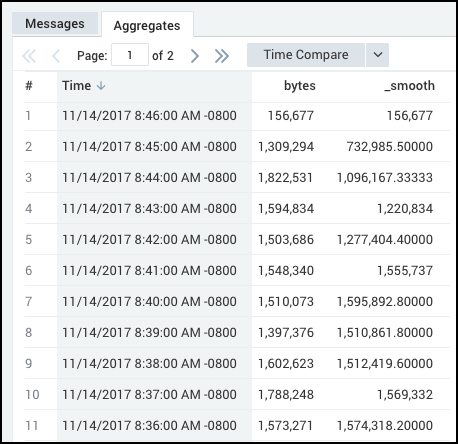 Messages Aggregates
Page: 1 of 2 Time Compare
# Time bytes _smooth
1 11/14/2017 8:46:00 AM -0800 156,677 156,677
2 11/14/2017 8:45:00 AM -0800 1,309,294 732,985.50000
3 11/14/2017 8:44:00 AM -0800 1,822,531 1,096,167.33333
4 11/14/2017 8:43:00 AM -0800 1,594,834 1,220,834
5 11/14/2017 8:42:00 AM -0800 1,503,686 1,277,404.40000
6 11/14/2017 8:41:00 AM -0800 1,548,340 1,555,737
7 11/14/2017 8:40:00 AM -0800 1,510,073 1,595,892.80000
8 11/14/2017 8:39:00 AM -0800 1,397,376 1,510,861.80000
9 11/14/2017 8:38:00 AM -0800 1,602,623 1,512,419.60000
10 11/14/2017 8:37:00 AM -0800 1,788,248 1,569,332
11 11/14/2017 8:36:00 AM -0800 1,573,271 1,574,318.20000